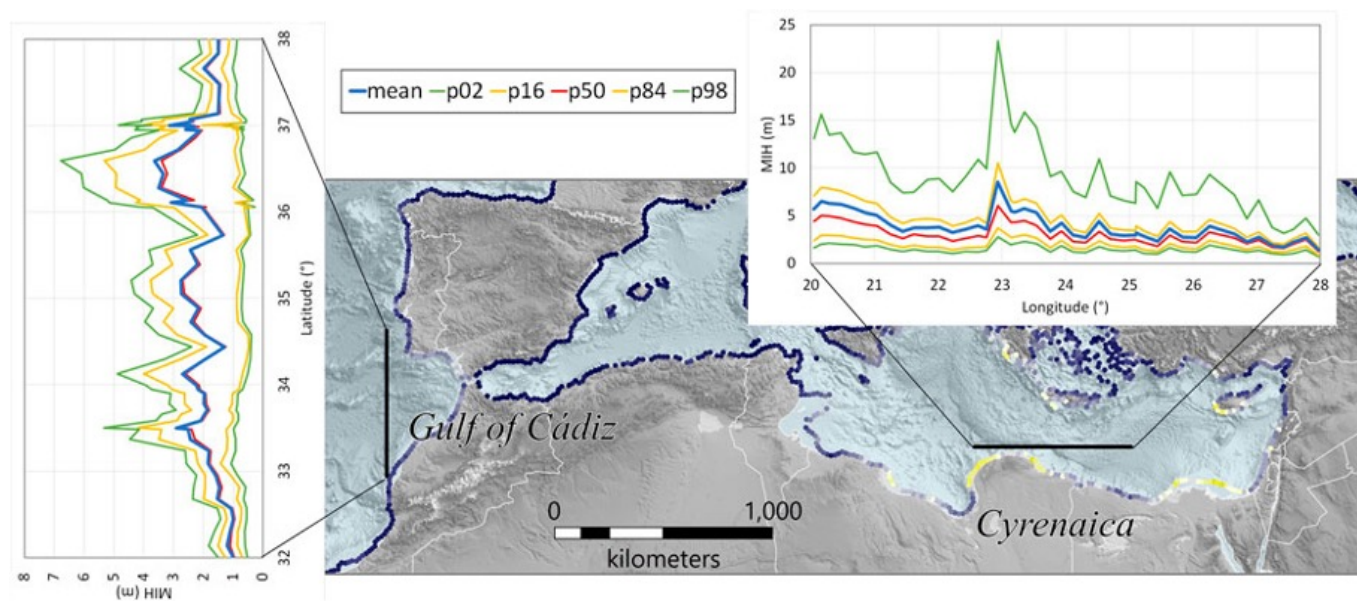 38
37
36
35
34
33
32
Latitude (°)
8 7 6 5 4 3 2 1 0
MIH (m)
mean p02 p16 p50 p84 p98
25
20
15
10
5
0
MIH (m)
20 21 22 23 24 25 26 27 28
Longitude (°)
Gulf of Cádiz
Cyrenaica
0 1,000
kilometers